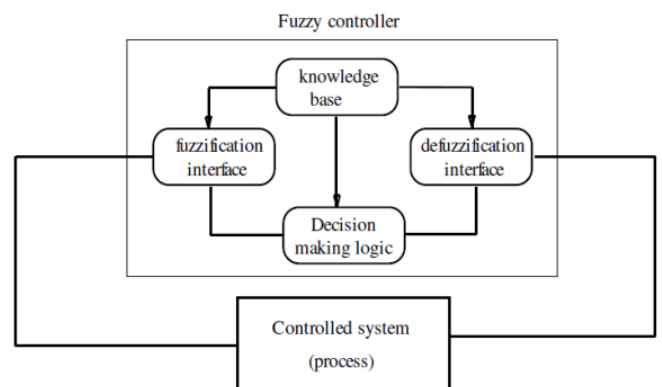 Fuzzy controller
knowledge
base
fuzzification
interface
defuzzification
interface
Decision
making logic
Controlled system
(process)